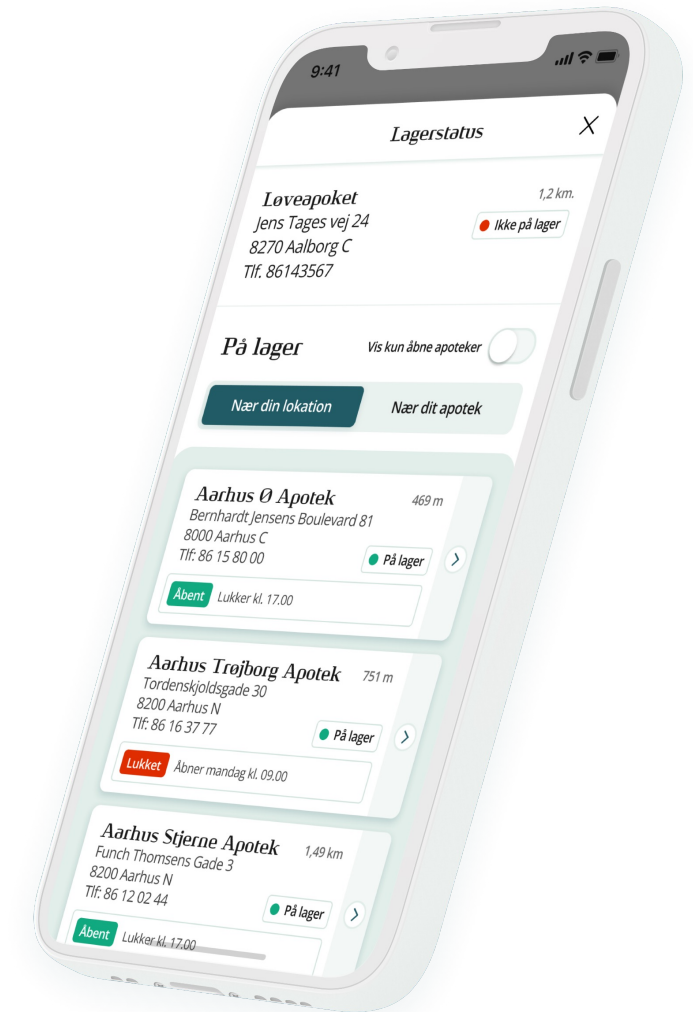 9:41
Lagerstatus
Løveapoket
1,2 km.
Jens Tages vej 24
Ikke på lager
8270 Aalborg C
Tlf. 86143567
På lager
Vis kun åbne apoteker
Nær din lokation
Nær dit apotek
Aarhus Ø Apotek
469 m
Bernhardt Jensens Boulevard 81
8000 Aarhus C
Tlf: 86 15 80 00
På lager
Åbent
Lukker kl. 17.00
Aarhus Trøjborg Apotek
751 m
Tordenskjoldsgade 30
8200 Aarhus N
Tlf: 86 16 37 77
På lager
Lukket
Åbner mandag kl. 09.00
Aarhus Stjerne Apotek
1,49 km
Funch Thomsens Gade 3
8200 Aarhus N
Tlf: 86 12 02 44
På lager
Åbent
Lukker kl. 17.00